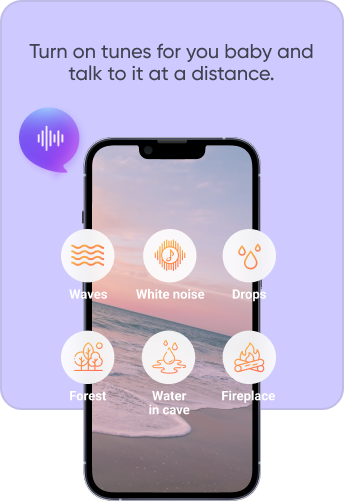 Turn on tunes for you baby and
talk to it at a distance.
Waves White noise Drops
Forest Water Fireplace
in cave